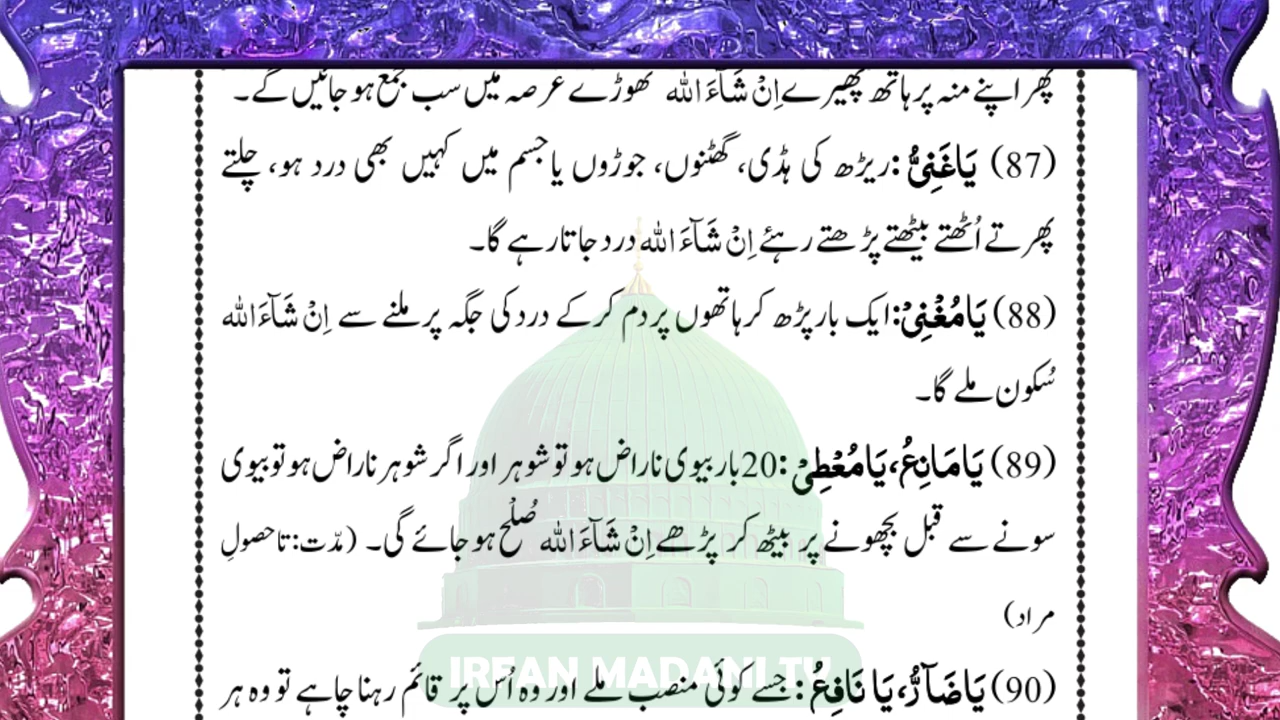 پھر اپنے منہ پر ہاتھ پھیرے اِنْ شَآءَ اللہ تھوڑے عرصہ میں سب جمع ہو جائیں گے۔
(87) یَاغَنِیُّ: ریڑھ کی ہڈی، گھٹنوں، جوڑوں یا جسم میں کہیں بھی درد ہو، چلتے
پھرتے اُٹھتے بیٹھتے پڑھتے رہئے اِنْ شَآءَ اللہ درد جاتا رہے گا۔
(88) یَامُغْنِیْ: ایک بار پڑھ کر ہاتھوں پر دم کرکے درد کی جگہ پر ملنے سے اِنْ شَآءَ اللہ
سُکون ملے گا۔
(89) یَامَانِعُ، یَامُعْطِیْ: 20 بار بیوی ناراض ہو تو شوہر اور اگر شوہر ناراض ہو تو بیوی
سونے سے قبل بچھونے پر بیٹھ کر پڑھے اِنْ شَآءَ اللہ صُلْح ہو جائے گی۔ (مدّت: تا حصولِ
مراد)
IRFAN MADANI TV
(90) یَاضَآرُّ، یَا نَافِعُ: جسے کوئی منصب ملے اور وہ اُس پر قائم رہنا چاہے تو وہ ہر